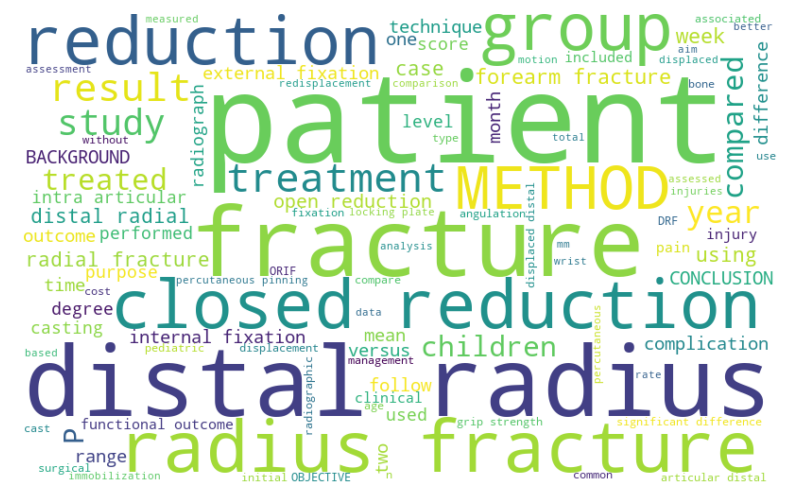 measured
associated
reduction
technique
group
better
one
score
week
aim
assessment
external fixation
case
motion
included
displaced
result
redisplacement
comparison
forearm fracture
bone
radiograph
patient
month
compared
difference
study
level
type
total
use
without
BACKGROUND
treated
treatment
METHOD
assessed
injuries
intra articular
open reduction
distal radial
fixation
locking plate
angulation
year
outcome
performed
fracture
displaced distal
DRF
injury
analysis
mm
wrist
pain
using
radial fracture
purpose
ORIF
percutaneous pinning
compare
CONCLUSION
time
cost
degree
closed reduction
data
casting
internal fixation
mean
complication
based
pediatric
displacement
versus
children
management
radiographic
percutaneous
rate
distal radius
follow
clinical
age
used
cast
P
functional outcome
grip strength
significant difference
range
radius fracture
two
surgical
immobilization
initial
OBJECTIVE
n
common
articular distal